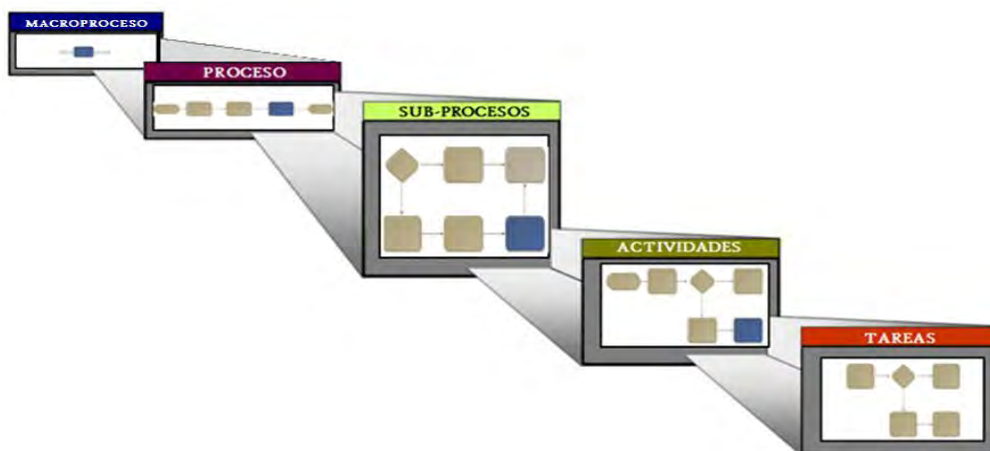 MACROPROCESO
PROCESO
SUB-PROCESOS
ACTIVIDADES
TAREAS